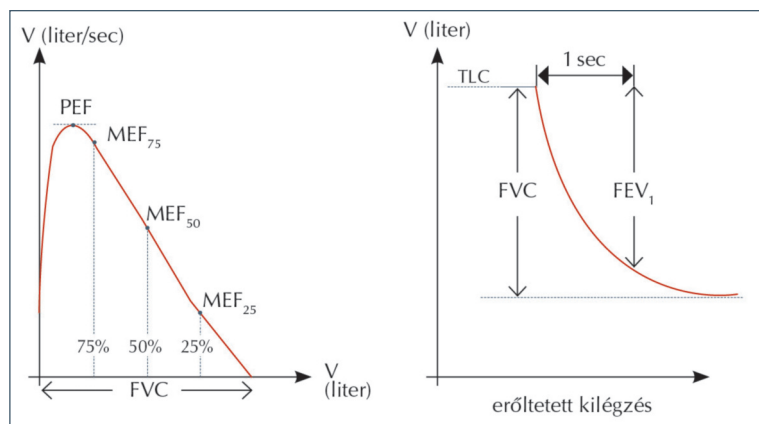 V (liter/sec)
PEF
MEF75
MEF50
MEF25
75%
50%
25%
FVC
V
(liter)
V (liter)
1 sec
TLC
FVC
FEV1
erőltetett kilégzés